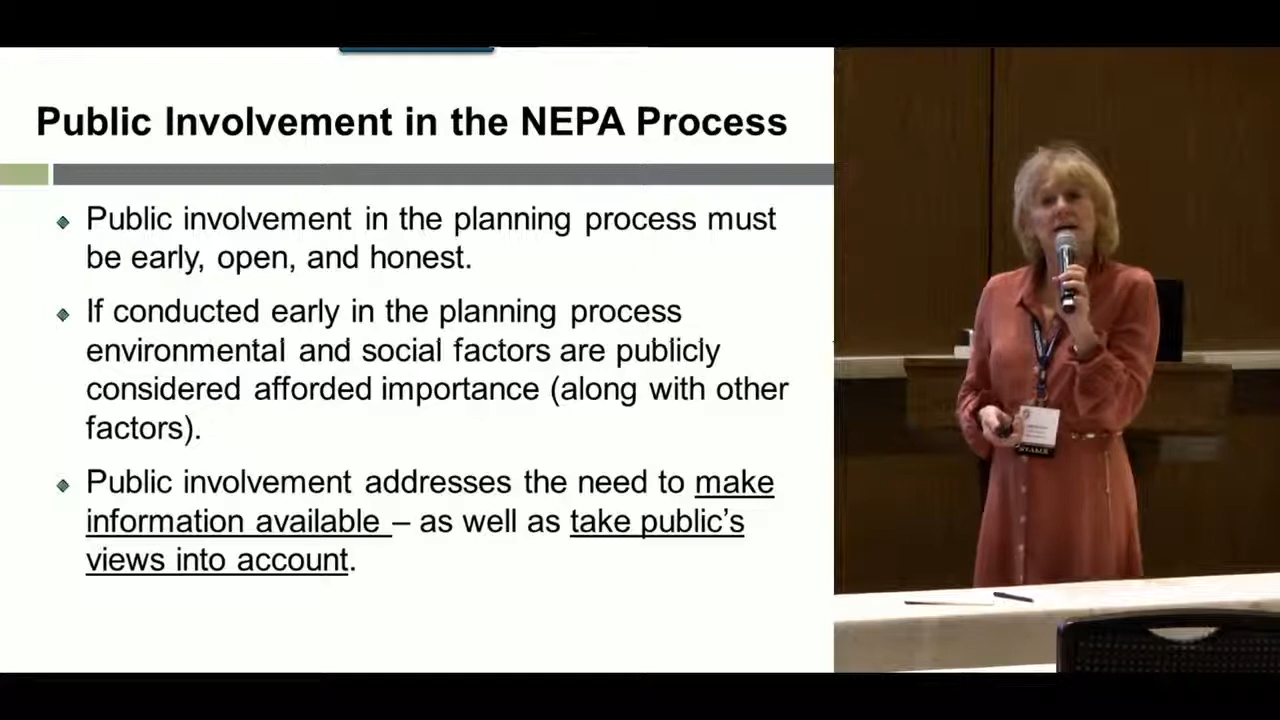 Public Involvement in the NEPA Process
Public involvement in the planning process must
be early, open, and honest.
If conducted early in the planning process
environmental and social factors are publicly
considered afforded importance (along with other
factors).
Public involvement addresses the need to make
information available – as well as take public's
views into account.
SPEAKER